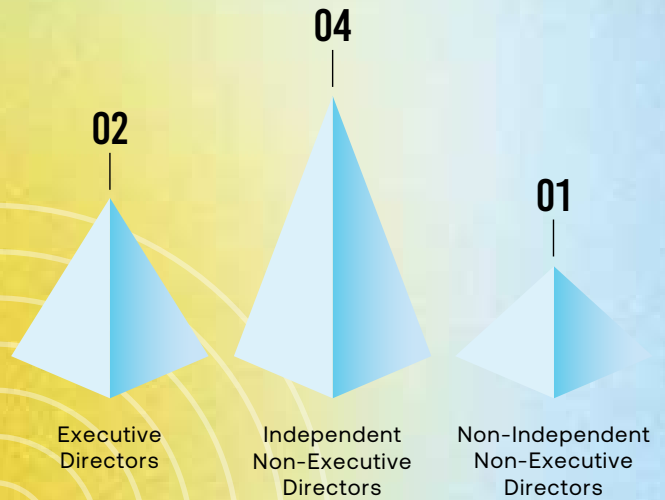 02
Executive
Directors
04
Independent
Non-Executive
Directors
01
Non-Independent
Non-Executive
Directors